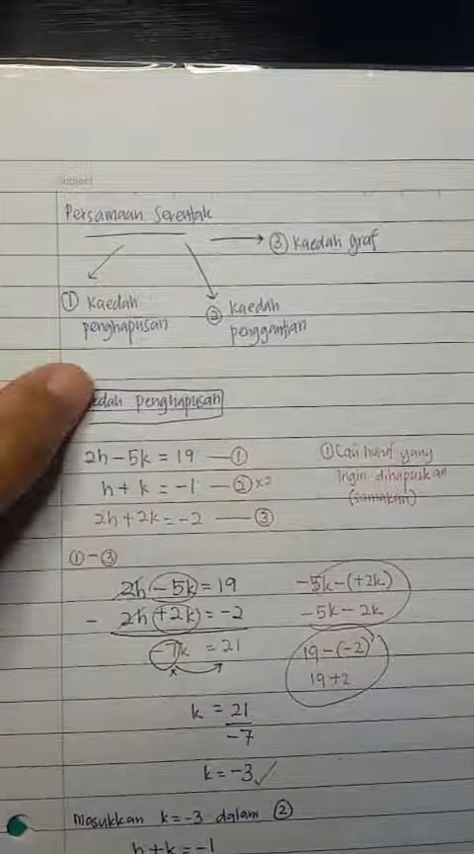 Subject
Persamaan Serentak
③ Kaedah graf
① Kaedah penghapusan
② Kaedah penggantian
edah Penghapusan
2h - 5k = 19 — ①
h + k = -1 — ② ×2
2h + 2k = -2 — ③
① Cari huruf yang
ingin dihapuskan
(samakan)
① - ③
2h - 5k = 19
- 2h + 2k = -2
-7k = 21
-5k - (+2k)
-5k - 2k
19 - (-2)
19 + 2
k = 21
-7
k = -3 ✓
Masukkan k = -3 dalam ②
h + k = -1